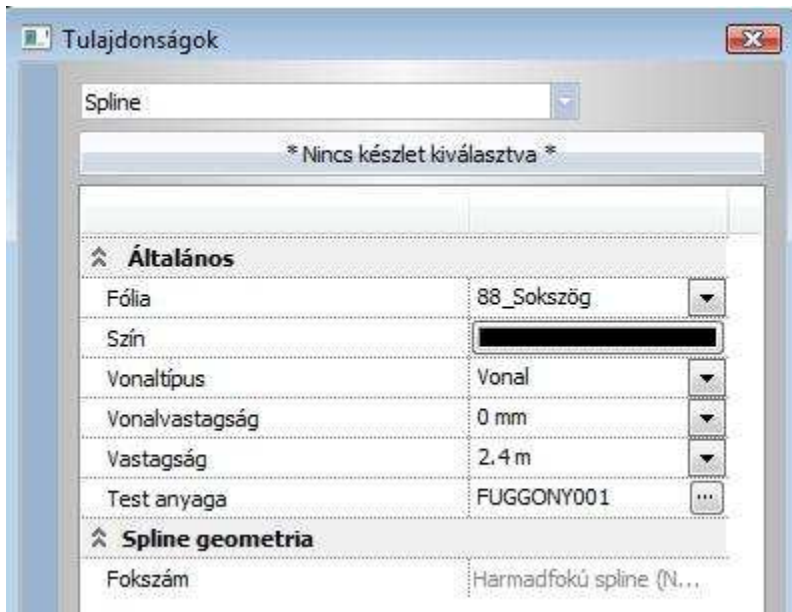 Tulajdonságok
Spline
* Nincs készlet kiválasztva *
Általános
Fólia 88_Sokszög
Szín
Vonaltípus Vonal
Vonalvastagság 0 mm
Vastagság 2.4 m
Test anyaga FUGGONY001 ...
Spline geometria
Fokszám Harmadfokú spline (N...